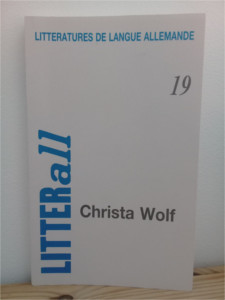 LITTERATURES DE LANGUE ALLEMANDE
19
LITTERall
Christa Wolf